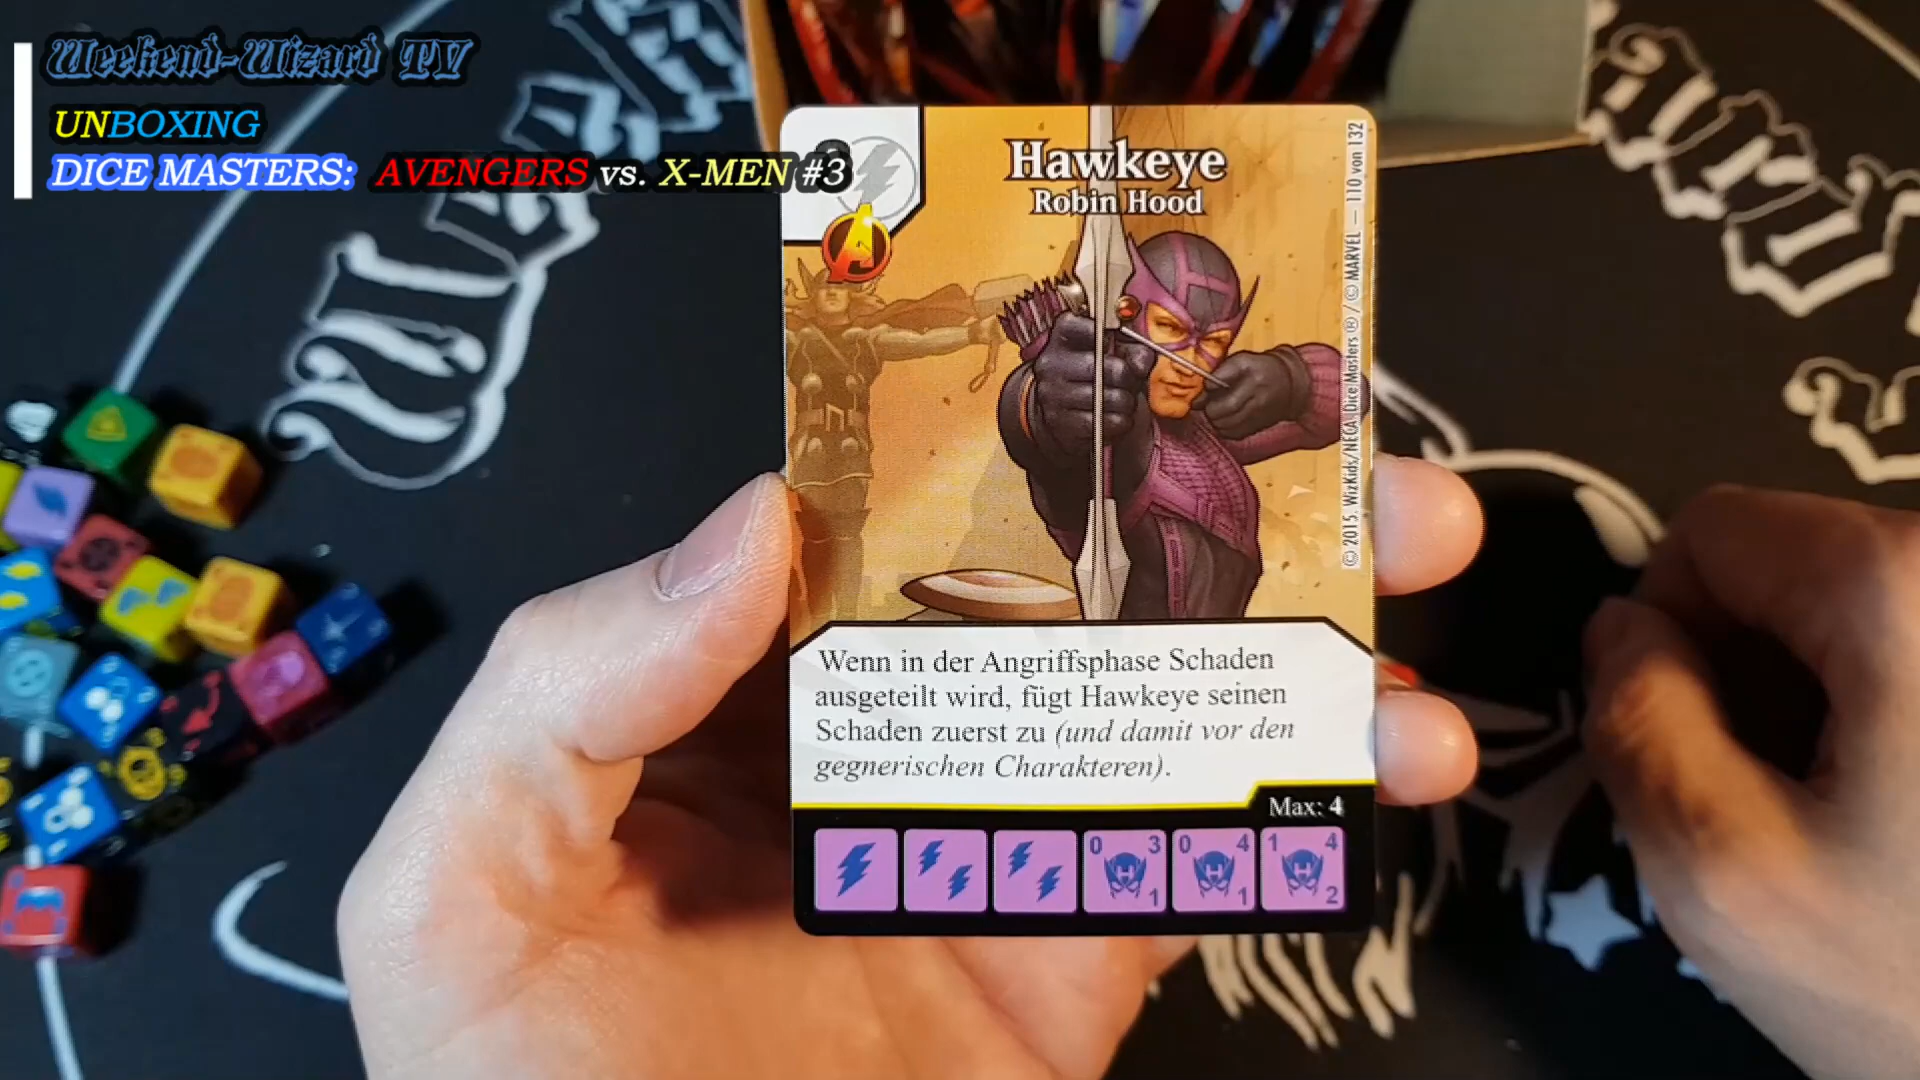 Weekend-Wizard TV
UNBOXING
DICE MASTERS: AVENGERS vs. X-MEN #3
Hawkeye
Robin Hood
© 2015. WizKids/NECA. Dice Masters ® / © MARVEL – 110 von 132
Wenn in der Angriffsphase Schaden
ausgeteilt wird, fügt Hawkeye seinen
Schaden zuerst zu (und damit vor den
gegnerischen Charakteren).
Max: 4
0 3 1
H
0 4 1
H
1 4 2
H